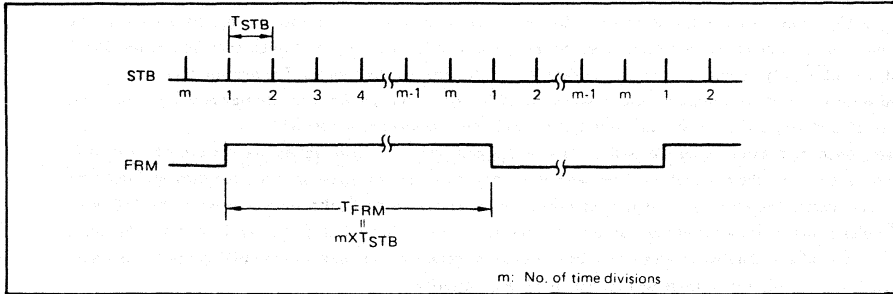 TSTB
STB
m 1 2 3 4 m-1 m 1 2 m-1 m 1 2
FRM
TFRM
=
mXTSTB
m: No. of time divisions